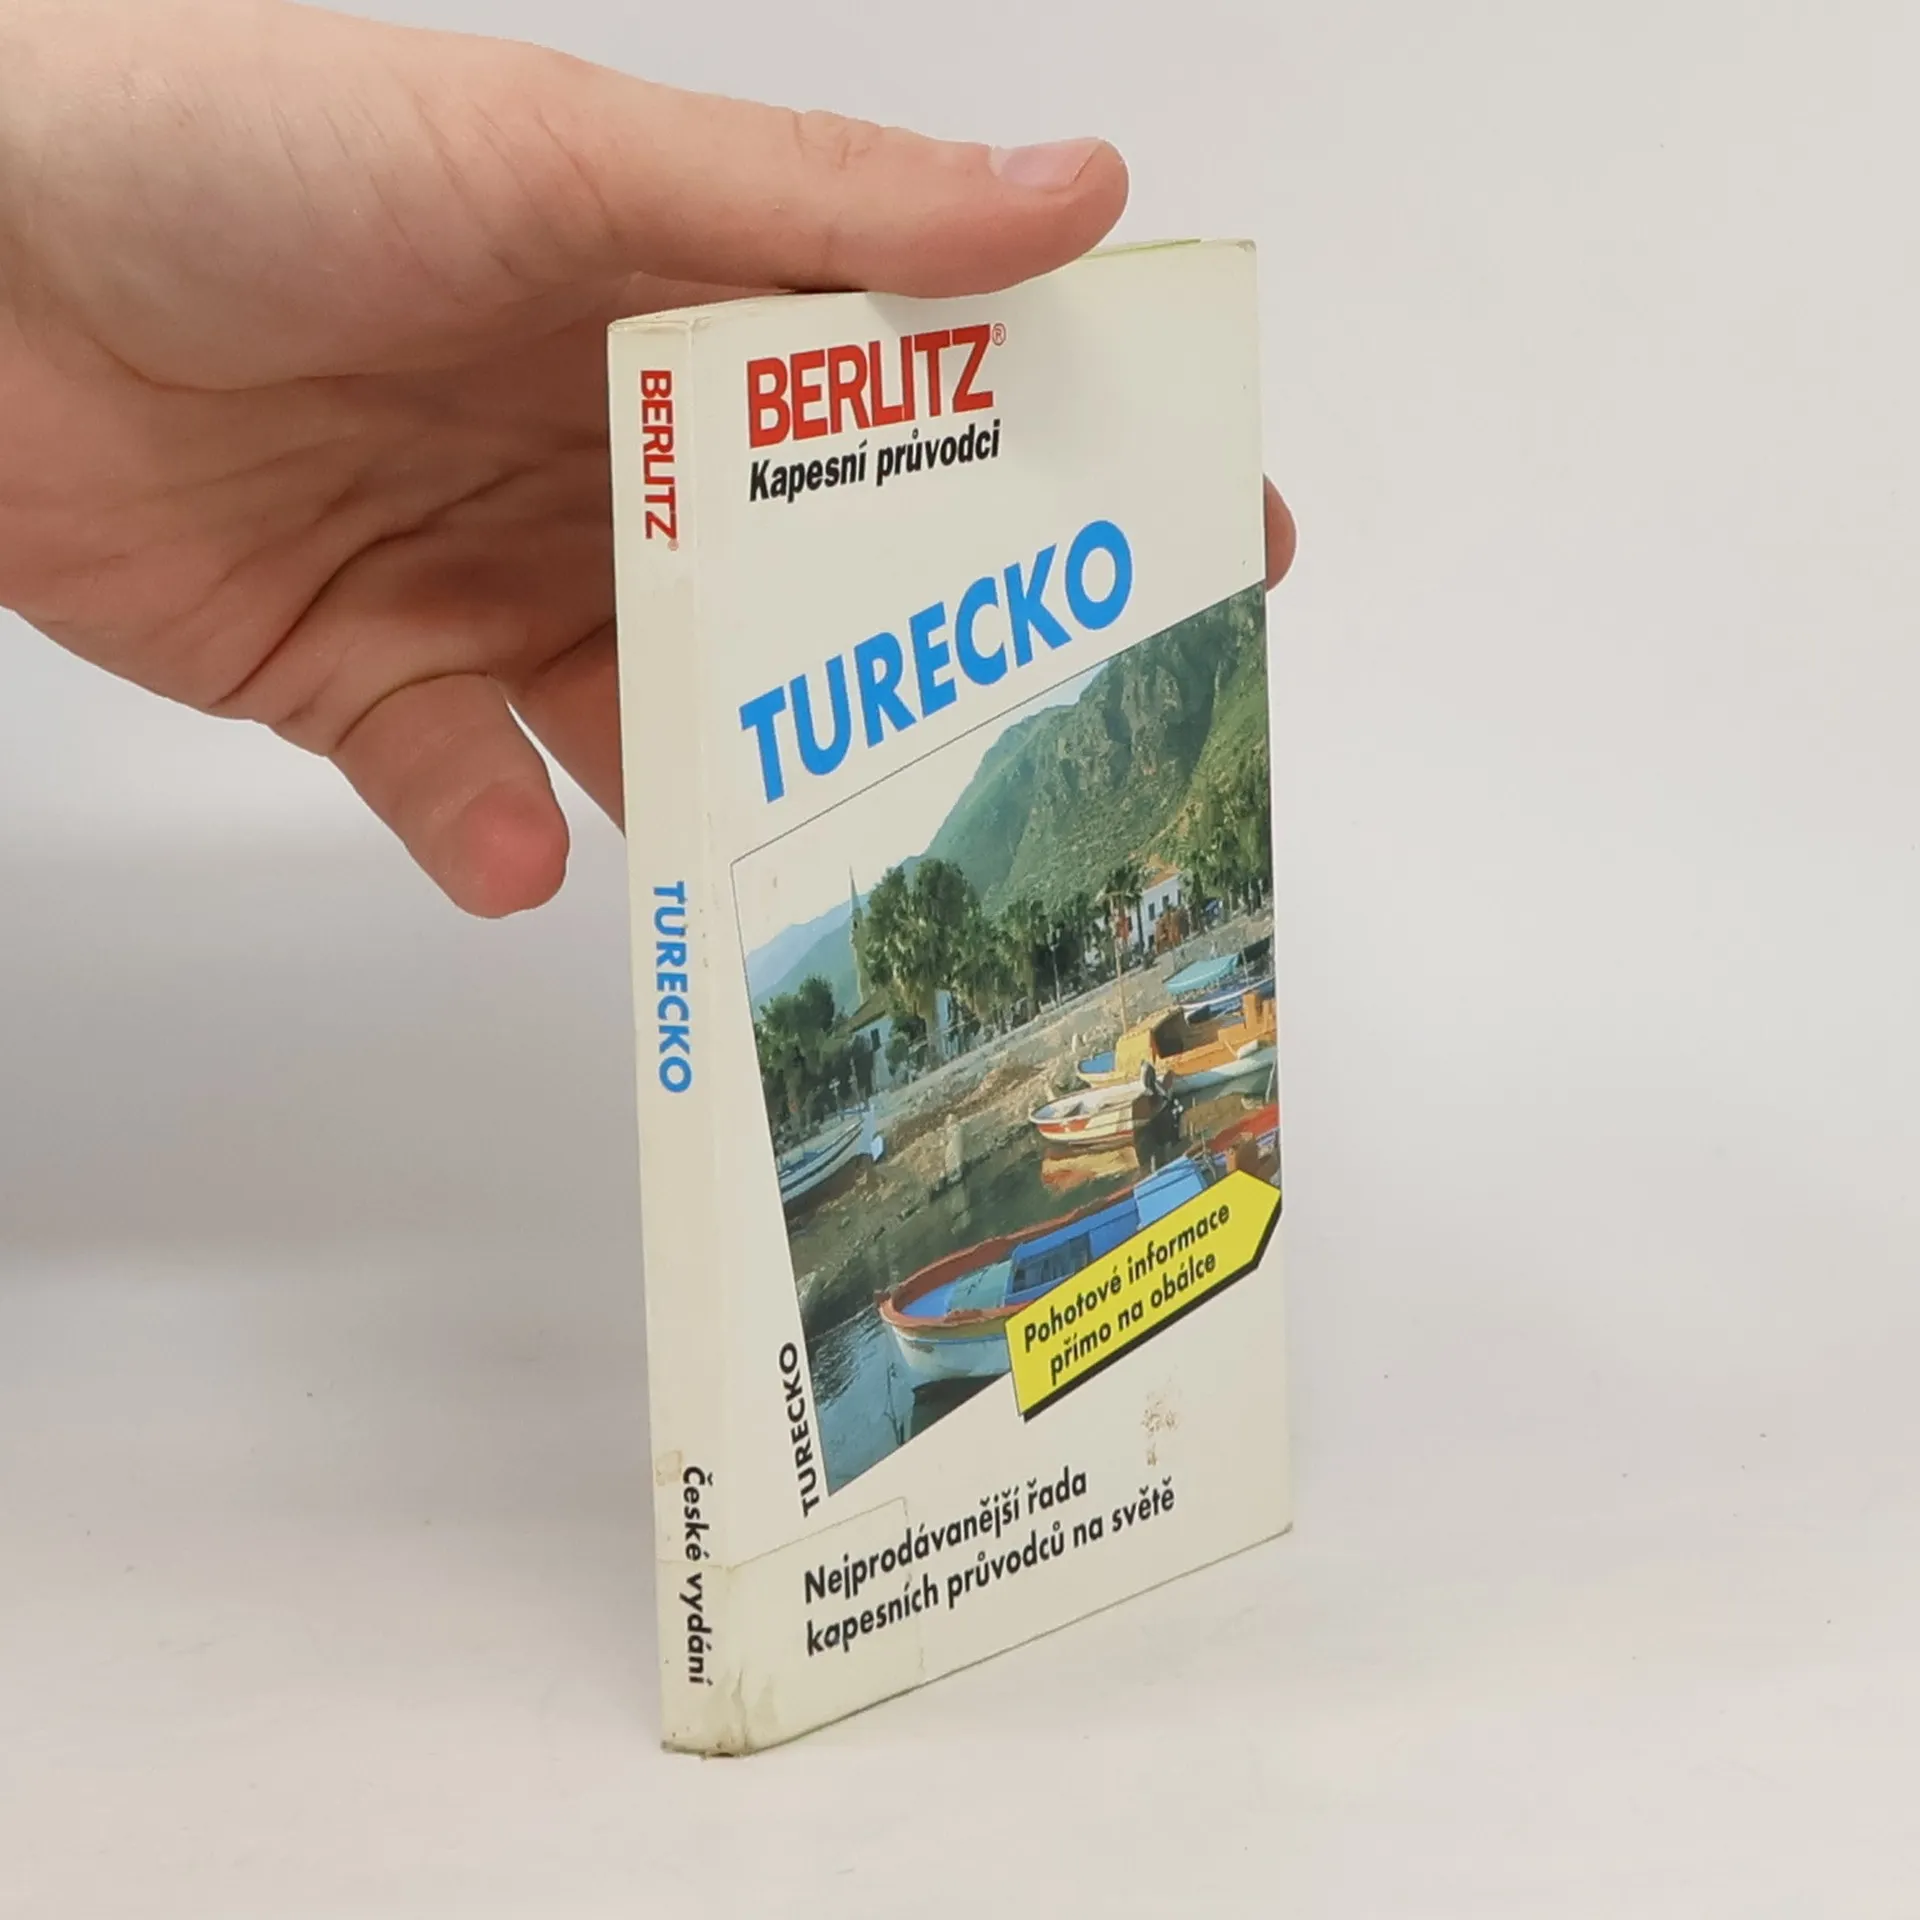 BERLITZ®
TURECKO
České vydání
BERLITZ®
Kapesní průvodci
TURECKO
TURECKO
Pohotové informace
přímo na obálce
Nejprodávanější řada
kapesních průvodců na světě